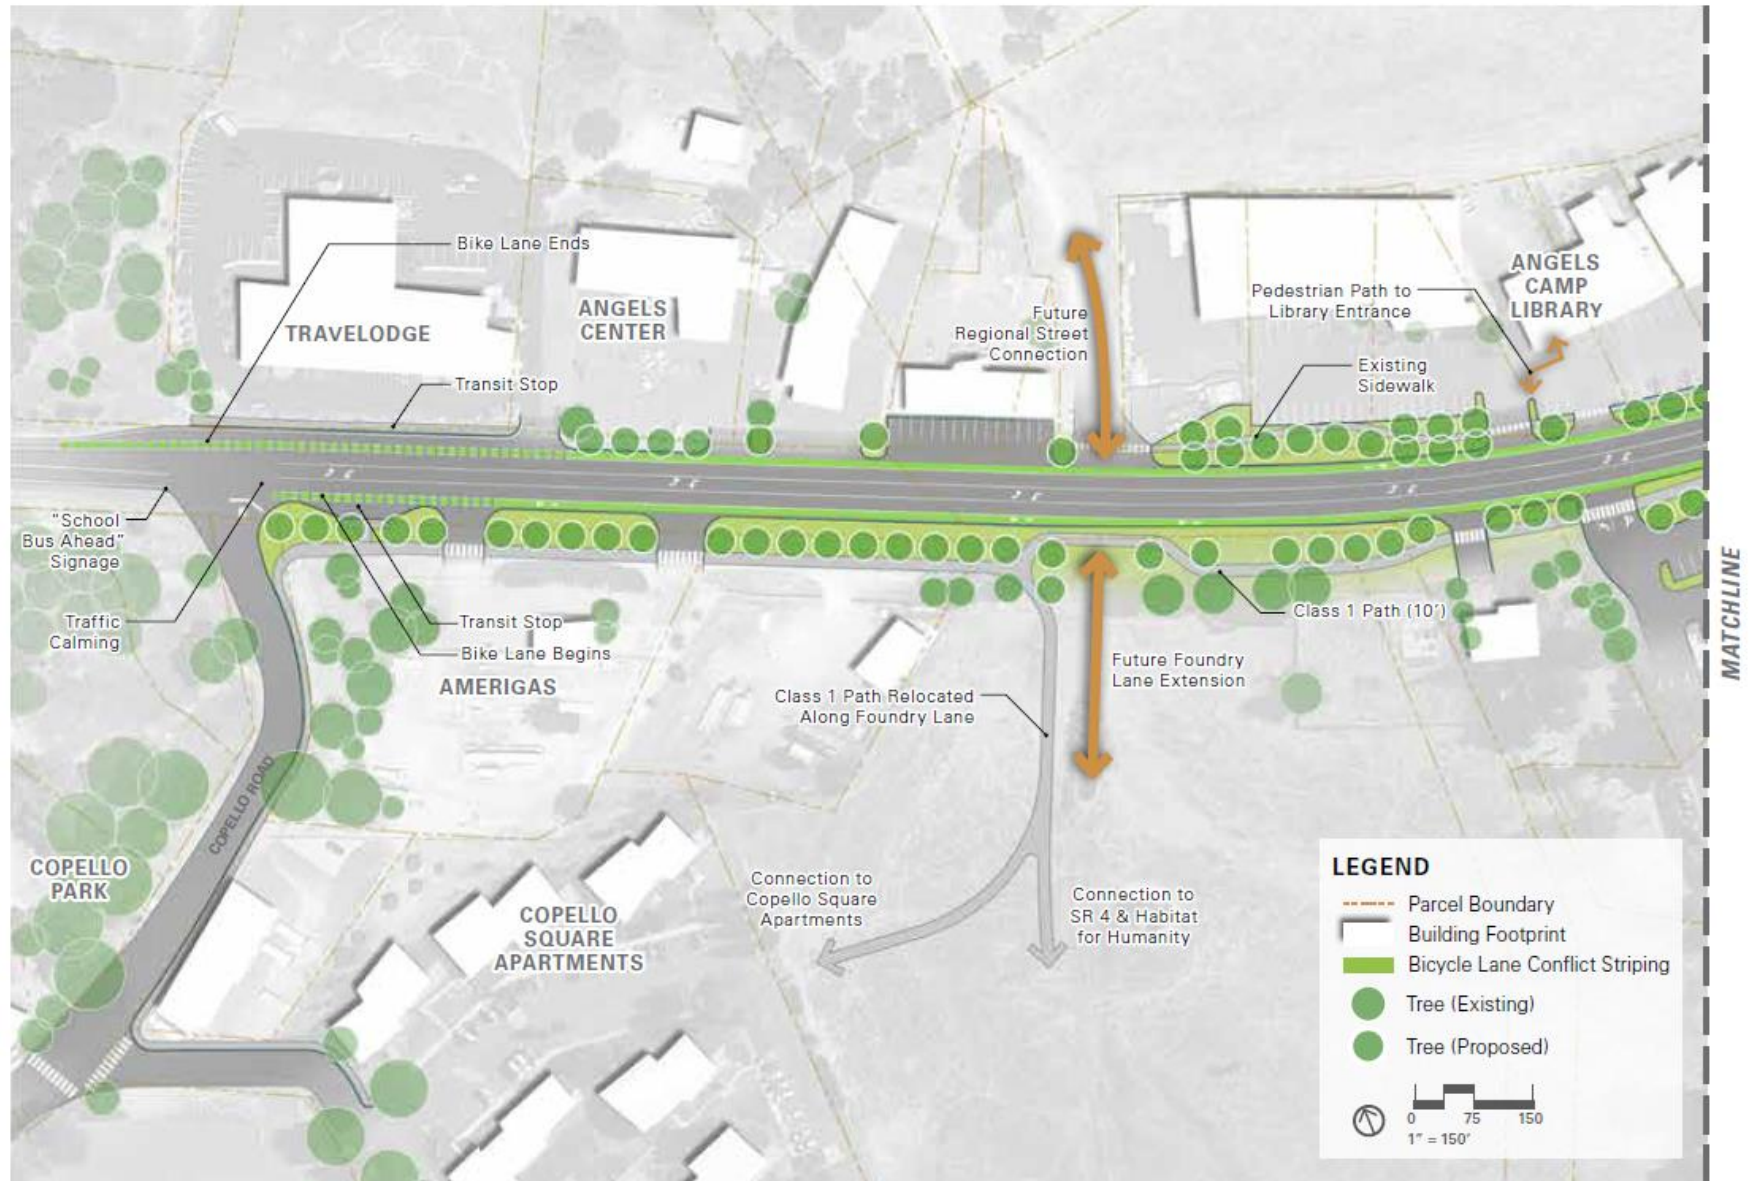 Bike Lane Ends
TRAVELODGE
Transit Stop
ANGELS
CENTER
Future
Regional Street
Connection
Pedestrian Path to
Library Entrance
ANGELS
CAMP
LIBRARY
Existing
Sidewalk
"School
Bus Ahead"
Signage
Traffic
Calming
Transit Stop
Bike Lane Begins
AMERIGAS
Class 1 Path (10')
Future Foundry
Lane Extension
Class 1 Path Relocated
Along Foundry Lane
MATCHLINE
COPELLO ROAD
COPELLO
PARK
COPELLO
SQUARE
APARTMENTS
Connection to
Copello Square
Apartments
Connection to
SR 4 & Habitat
for Humanity
LEGEND
Parcel Boundary
Building Footprint
Bicycle Lane Conflict Striping
Tree (Existing)
Tree (Proposed)
0 75 150
1" = 150'